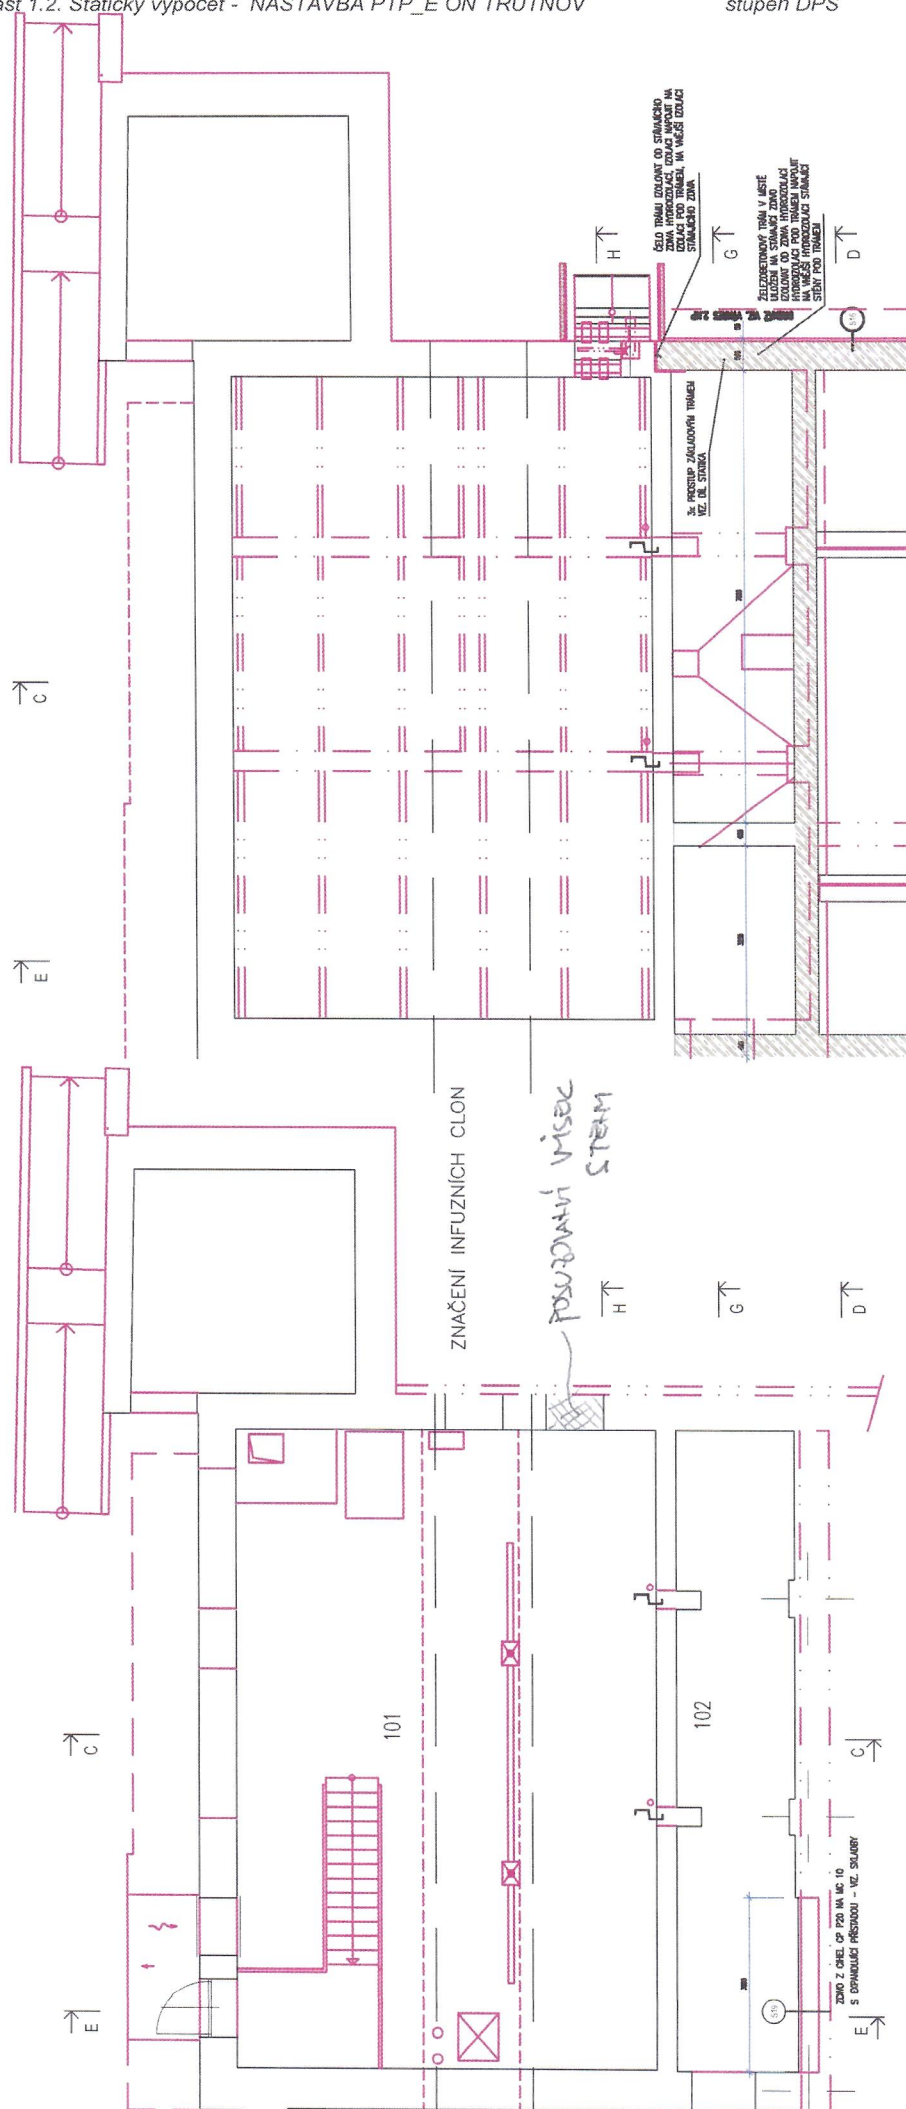 ást 1.2. Statický výpočet - NÁSTAVBA PTP_E ON TRUTNOV stupeň DPS
ČELO TRÁMU IZOLOVAT OD STÁVAJÍCÍHO
ZDIVA HYDROIZOLACÍ, IZOLACI NAPOJIT NA
IZOLACI POD TRÁMEM, NA VNĚJŠÍ IZOLACI
STÁVAJÍCÍHO ZDIVA
H
G
ŽELEZOBETONOVÝ TRÁM V MÍSTĚ
ULOŽENÍ NA STÁVAJÍCÍ ZDIVO
IZOLOVAT OD ZDIVA HYDROIZOLACÍ
HYDROIZOLACI POD TRÁMEM NAPOJIT
NA VNĚJŠÍ HYDROIZOLACI STÁVAJÍCÍ
STĚNY POD TRÁMEM
D
3x PROSTUP ZÁKLADOVÝM TRÁMEM
VIZ. DÍL STATIKA
C
E
ZNAČENÍ INFUZNÍCH CLON
POSUZOVANÝ VÝSEK
STĚNY
H
G
D
101
102
C
C
E
E
ZDIVO Z CIHEL CP P20 NA MC 10
S EXPANDUJÍCÍ PŘÍSADOU - VIZ. SKLADBY